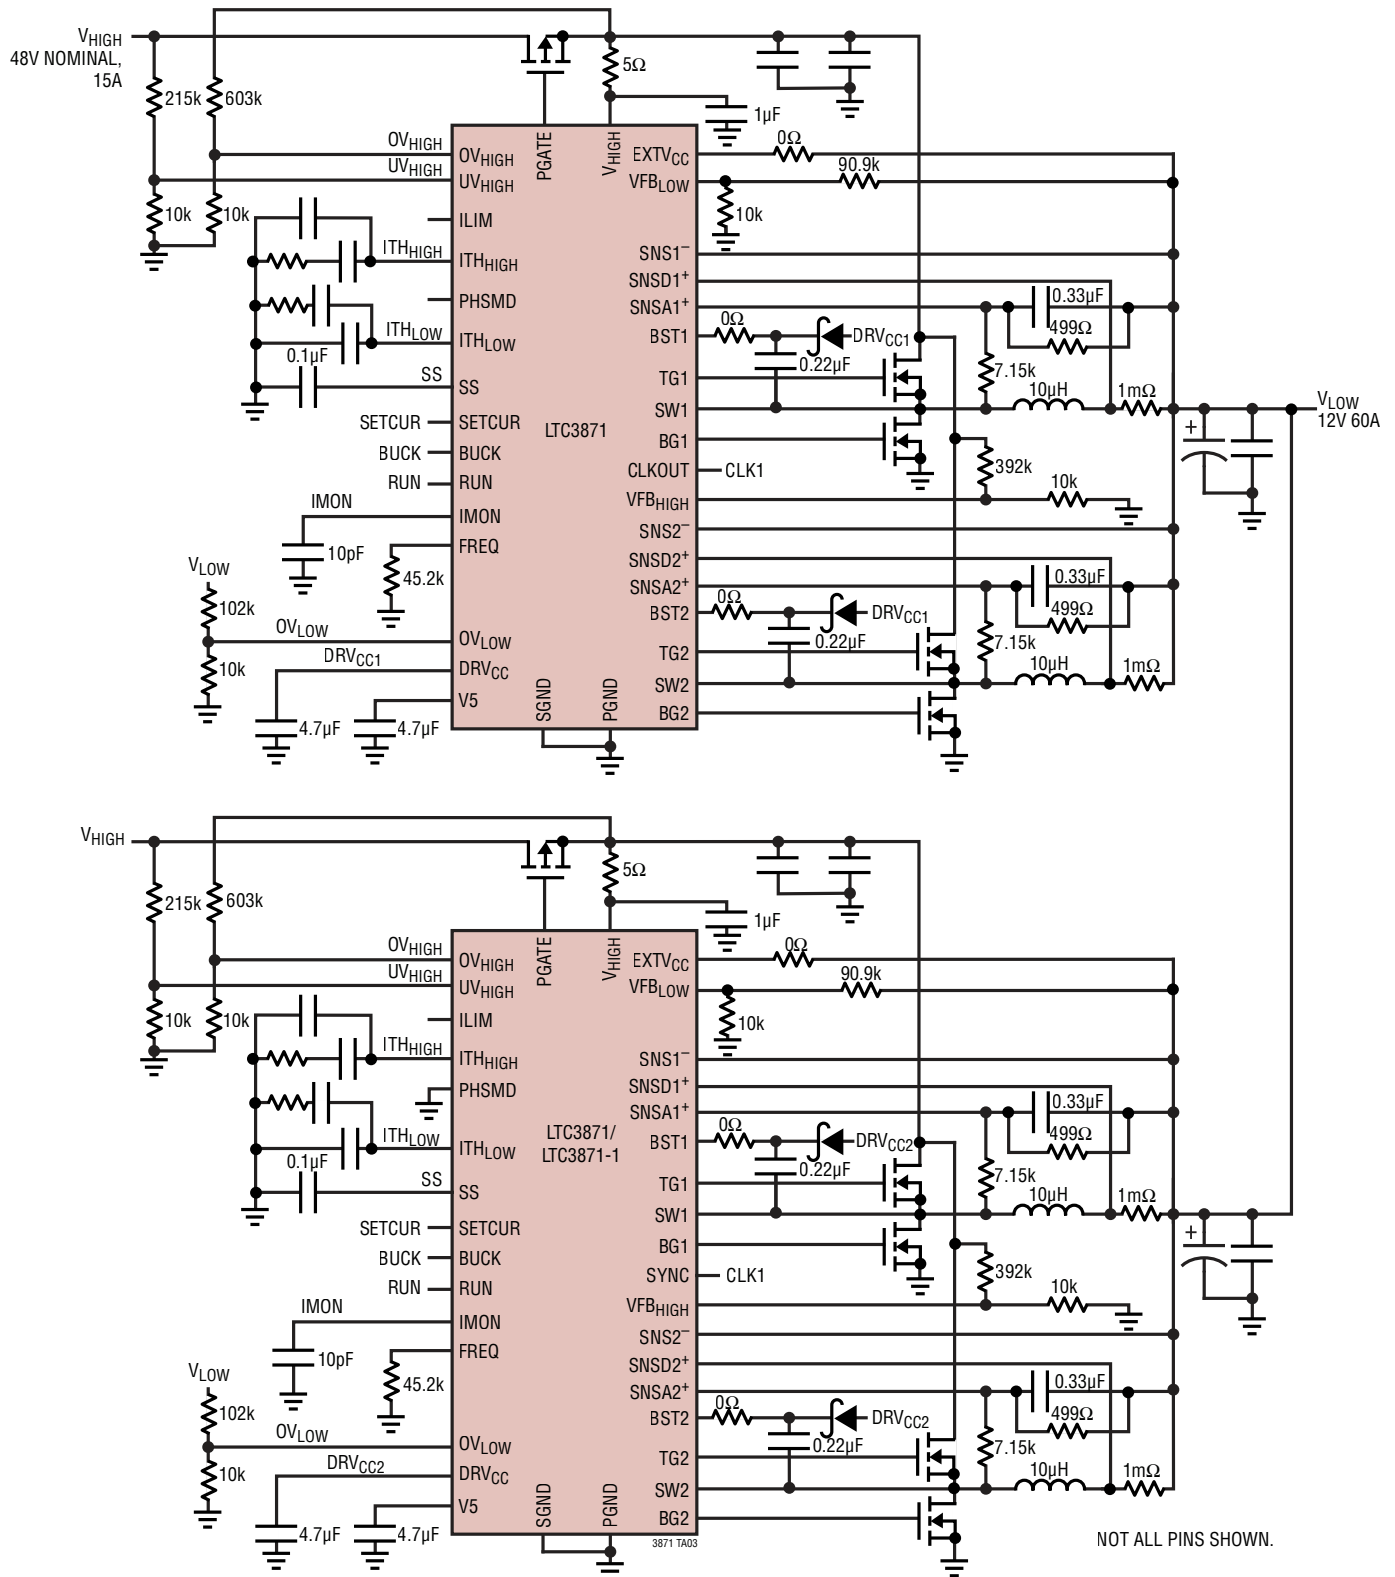 VHIGH
48V NOMINAL,
15A
215k
603k
5Ω
1µF
OVHIGH
UVHIGH
10k
10k
ITHHIGH
ITHLOW
0.1µF
SS
SETCUR
BUCK
RUN
IMON
10pF
45.2k
VLOW
102k
OVLOW
10k
DRVCC1
4.7µF
4.7µF
OVHIGH
UVHIGH
ILIM
ITHHIGH
PHSMD
ITHLOW
SS
SETCUR
BUCK
RUN
IMON
FREQ
OVLOW
DRVCC
V5
PGATE
VHIGH
LTC3871
SGND
PGND
EXTVCC
VFBLOW
SNS1–
SNSD1+
SNSA1+
BST1
TG1
SW1
BG1
CLKOUT
VFBHIGH
SNS2–
SNSD2+
SNSA2+
BST2
TG2
SW2
BG2
0Ω
90.9k
10k
0Ω
DRVCC1
0.22µF
0.33µF
499Ω
7.15k
10µH
1mΩ
VLOW
12V 60A
+
CLK1
392k
10k
0.33µF
499Ω
0Ω
DRVCC1
0.22µF
7.15k
10µH
1mΩ
VHIGH
215k
603k
5Ω
1µF
OVHIGH
UVHIGH
10k
10k
ITHHIGH
ITHLOW
0.1µF
SS
SETCUR
BUCK
RUN
IMON
10pF
45.2k
VLOW
102k
OVLOW
10k
DRVCC2
4.7µF
4.7µF
OVHIGH
UVHIGH
ILIM
ITHHIGH
PHSMD
ITHLOW
SS
SETCUR
BUCK
RUN
IMON
FREQ
OVLOW
DRVCC
V5
PGATE
VHIGH
LTC3871/
LTC3871-1
SGND
PGND
EXTVCC
VFBLOW
SNS1–
SNSD1+
SNSA1+
BST1
TG1
SW1
BG1
SYNC
VFBHIGH
SNS2–
SNSD2+
SNSA2+
BST2
TG2
SW2
BG2
0Ω
90.9k
10k
0Ω
DRVCC2
0.22µF
0.33µF
499Ω
7.15k
10µH
1mΩ
+
CLK1
392k
10k
0.33µF
499Ω
0Ω
DRVCC2
0.22µF
7.15k
10µH
1mΩ
3871 TA03
NOT ALL PINS SHOWN.